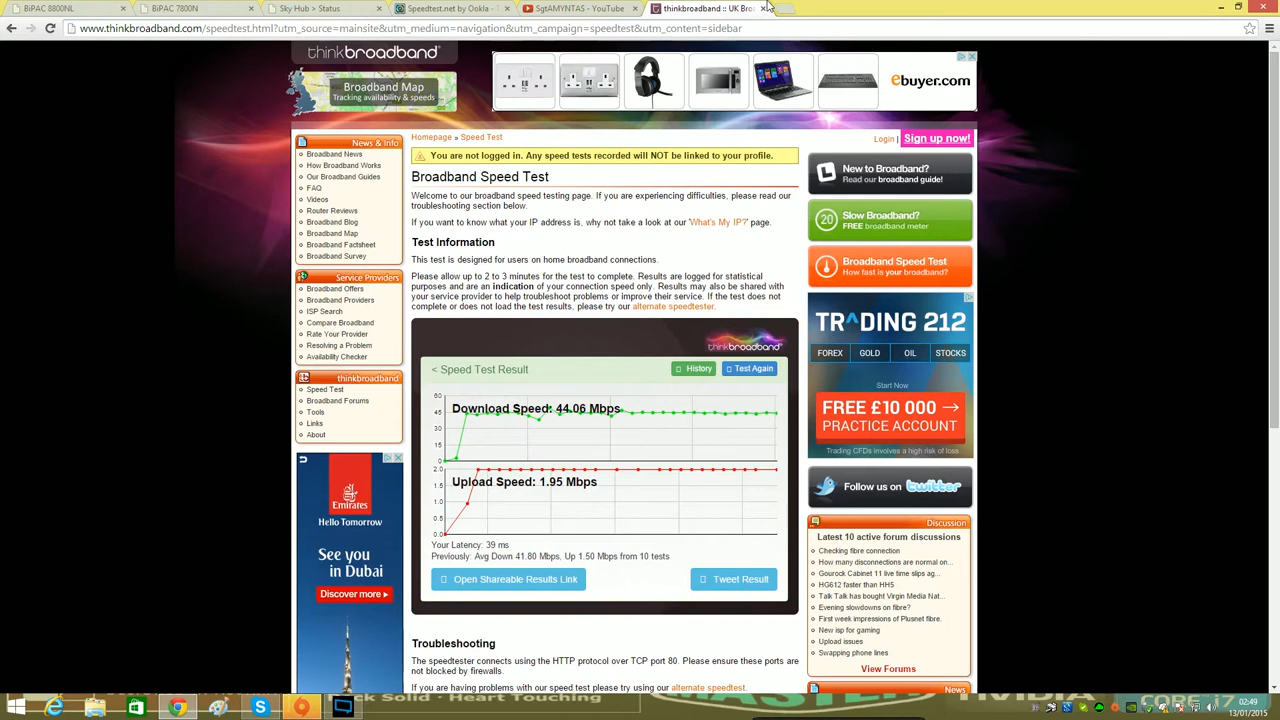 BiPAC 8800NL
BiPAC 7800N
Sky Hub > Status
Speedtest.net by Ookla - T
SgtAMYNTAS - YouTube
thinkbroadband :: UK Bro
www.thinkbroadband.com/speedtest.html?utm_source=mainsite&utm_medium=navigation&utm_campaign=speedtest&utm_content=sidebar
thinkbroadband
Broadband Map
Tracking availability & speeds
ebuyer.com
News & Info
Broadband News
How Broadband Works
Our Broadband Guides
FAQ
Videos
Router Reviews
Broadband Blog
Broadband Map
Broadband Factsheet
Broadband Survey
Service Providers
Broadband Offers
Broadband Providers
ISP Search
Compare Broadband
Rate Your Provider
Resolving a Problem
Availability Checker
thinkbroadband
Speed Test
Broadband Forums
Tools
Links
About
Emirates
Hello Tomorrow
See you
in Dubai
Discover more
Homepage » Speed Test
Login | Sign up now!
You are not logged in. Any speed tests recorded will NOT be linked to your profile.
Broadband Speed Test
Welcome to our broadband speed testing page. If you are experiencing difficulties, please read our
troubleshooting section below.
If you want to know what your IP address is, why not take a look at our 'What's My IP?' page.
Test Information
This test is designed for users on home broadband connections.
Please allow up to 2 to 3 minutes for the test to complete. Results are logged for statistical
purposes and are an indication of your connection speed only. Results may also be shared with
your service provider to help troubleshoot problems or improve their service. If the test does not
complete or does not load the test results, please try our alternate speedtester.
thinkbroadband
< Speed Test Result
History
Test Again
60
45
30
15
0
Download Speed: 44.06 Mbps
2.0
1.5
1.0
0.5
0.0
Upload Speed: 1.95 Mbps
Your Latency: 39 ms
Previously: Avg Down 41.80 Mbps, Up 1.50 Mbps from 10 tests
Open Shareable Results Link
Tweet Result
Troubleshooting
The speedtester connects using the HTTP protocol over TCP port 80. Please ensure these ports are
not blocked by firewalls.
If you are having problems with our speed test please try using our alternate speedtest.
New to Broadband?
Read our broadband guide!
20
Slow Broadband?
FREE broadband meter
Broadband Speed Test
How fast is your broadband?
TRADING 212
FOREX GOLD OIL STOCKS
Start Now
FREE £10 000
PRACTICE ACCOUNT
Trading CFDs involves a high risk of loss
Follow us on twitter
Discussion
Latest 10 active forum discussions
Checking fibre connection
How many disconnections are normal on...
Gourock Cabinet 11 live time slips ag...
HG612 faster than HH5
Talk Talk has bought Virgin Media Nat...
Evening slowdowns on fibre?
First week impressions of Plusnet fibre.
New isp for gaming
Upload issues
Swapping phone lines
View Forums
News
Solid - Heart Touching
02:49
13/01/2015